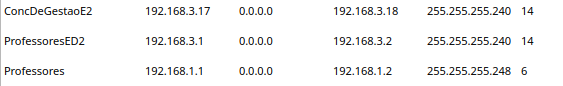 ConcDeGestaoE2 192.168.3.17 0.0.0.0 192.168.3.18 255.255.255.240 14
ProfessoresED2 192.168.3.1 0.0.0.0 192.168.3.2 255.255.255.240 14
Professores 192.168.1.1 0.0.0.0 192.168.1.2 255.255.255.248 6